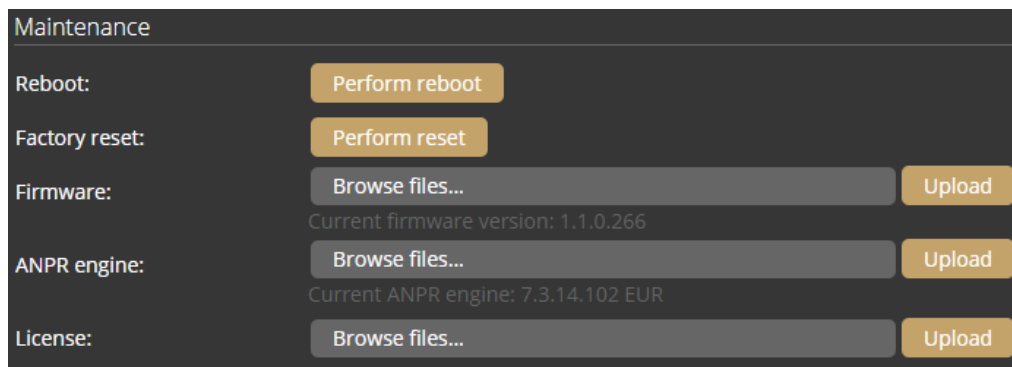 Maintenance
Reboot: Perform reboot
Factory reset: Perform reset
Firmware: Browse files... Upload
Current firmware version: 1.1.0.266
ANPR engine: Browse files... Upload
Current ANPR engine: 7.3.14.102 EUR
License: Browse files... Upload